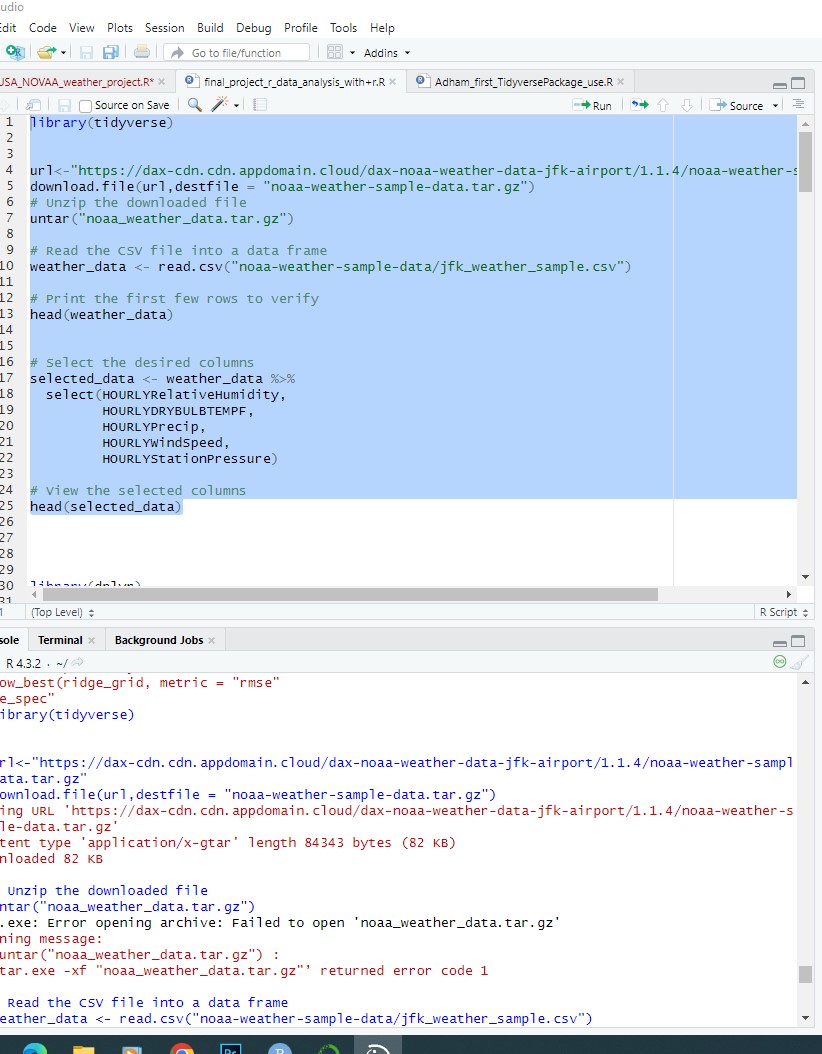 udio
Edit Code View Plots Session Build Debug Profile Tools Help
Go to file/function Addins
USA_NOVAA_weather_project.R* final_project_r_data_analysis_with+r.R Adham_first_TidyversePackage_use.R
Source on Save Run Source
1 library(tidyverse)
2
3
4 url<-"https://dax-cdn.cdn.appdomain.cloud/dax-noaa-weather-data-jfk-airport/1.1.4/noaa-weather-s
5 download.file(url,destfile = "noaa-weather-sample-data.tar.gz")
6 # Unzip the downloaded file
7 untar("noaa_weather_data.tar.gz")
8
9 # Read the CSV file into a data frame
10 weather_data <- read.csv("noaa-weather-sample-data/jfk_weather_sample.csv")
11
12 # Print the first few rows to verify
13 head(weather_data)
14
15
16 # Select the desired columns
17 selected_data <- weather_data %>%
18 select(HOURLYRelativeHumidity,
19 HOURLYDRYBULBTEMPF,
20 HOURLYPrecip,
21 HOURLYWindSpeed,
22 HOURLYStationPressure)
23
24 # View the selected columns
25 head(selected_data)
26
27
28
29
30 library(dplyr)
31
1 (Top Level) R Script
sole Terminal Background Jobs
R 4.3.2 · ~/
ow_best(ridge_grid, metric = "rmse"
e_spec"
ibrary(tidyverse)
rl<-"https://dax-cdn.cdn.appdomain.cloud/dax-noaa-weather-data-jfk-airport/1.1.4/noaa-weather-sampl
ata.tar.gz"
ownload.file(url,destfile = "noaa-weather-sample-data.tar.gz")
ing URL 'https://dax-cdn.cdn.appdomain.cloud/dax-noaa-weather-data-jfk-airport/1.1.4/noaa-weather-s
le-data.tar.gz'
tent type 'application/x-gtar' length 84343 bytes (82 KB)
nloaded 82 KB
Unzip the downloaded file
ntar("noaa_weather_data.tar.gz")
.exe: Error opening archive: Failed to open 'noaa_weather_data.tar.gz'
ning message:
untar("noaa_weather_data.tar.gz") :
tar.exe -xf "noaa_weather_data.tar.gz"’ returned error code 1
Read the CSV file into a data frame
eather_data <- read.csv("noaa-weather-sample-data/jfk_weather_sample.csv")